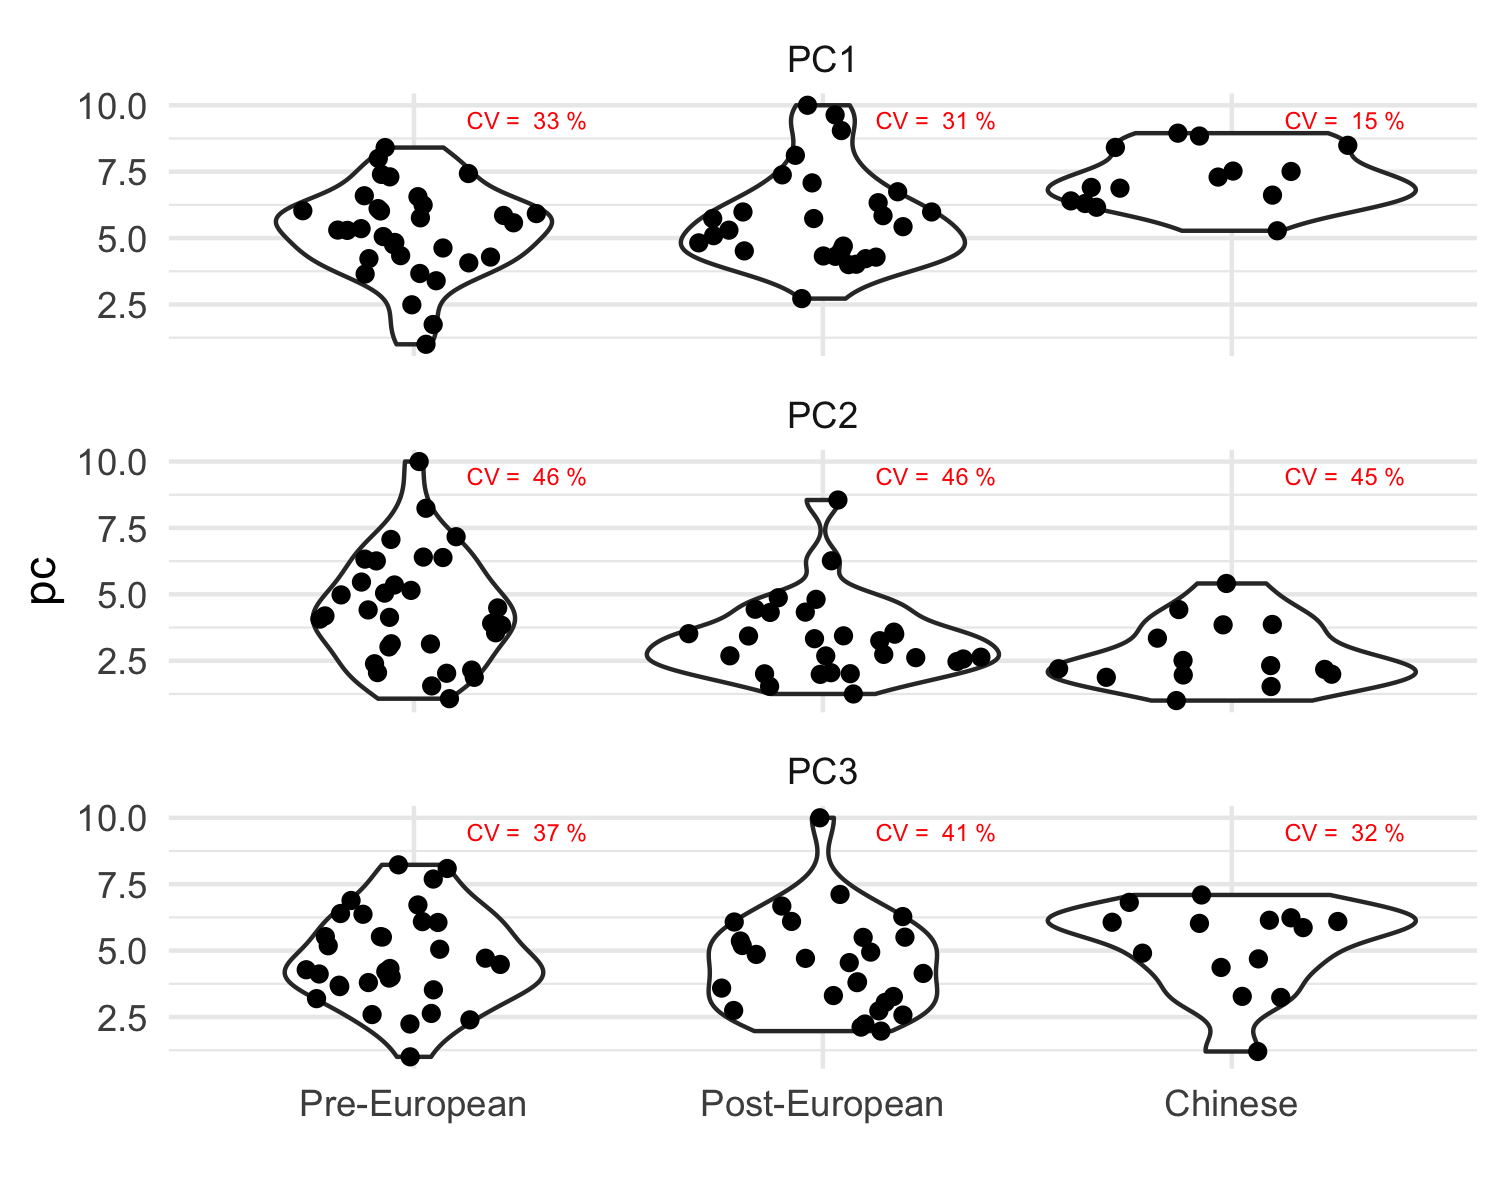 PC1
10.0
7.5
5.0
2.5
CV = 33 %
CV = 31 %
CV = 15 %
PC2
10.0
7.5
5.0
2.5
CV = 46 %
CV = 46 %
CV = 45 %
pc
PC3
10.0
7.5
5.0
2.5
CV = 37 %
CV = 41 %
CV = 32 %
Pre-European
Post-European
Chinese